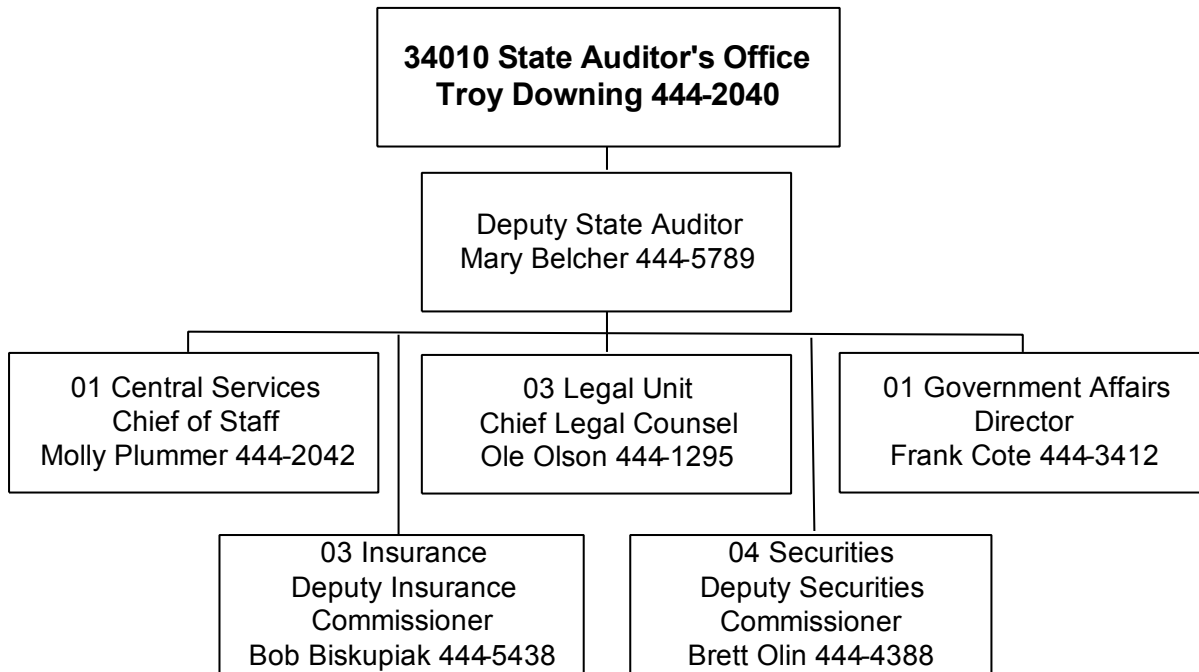 34010 State Auditor's Office
Troy Downing 444-2040
Deputy State Auditor
Mary Belcher 444-5789
01 Central Services
Chief of Staff
Molly Plummer 444-2042
03 Legal Unit
Chief Legal Counsel
Ole Olson 444-1295
01 Government Affairs
Director
Frank Cote 444-3412
03 Insurance
Deputy Insurance
Commissioner
Bob Biskupiak 444-5438
04 Securities
Deputy Securities
Commissioner
Brett Olin 444-4388